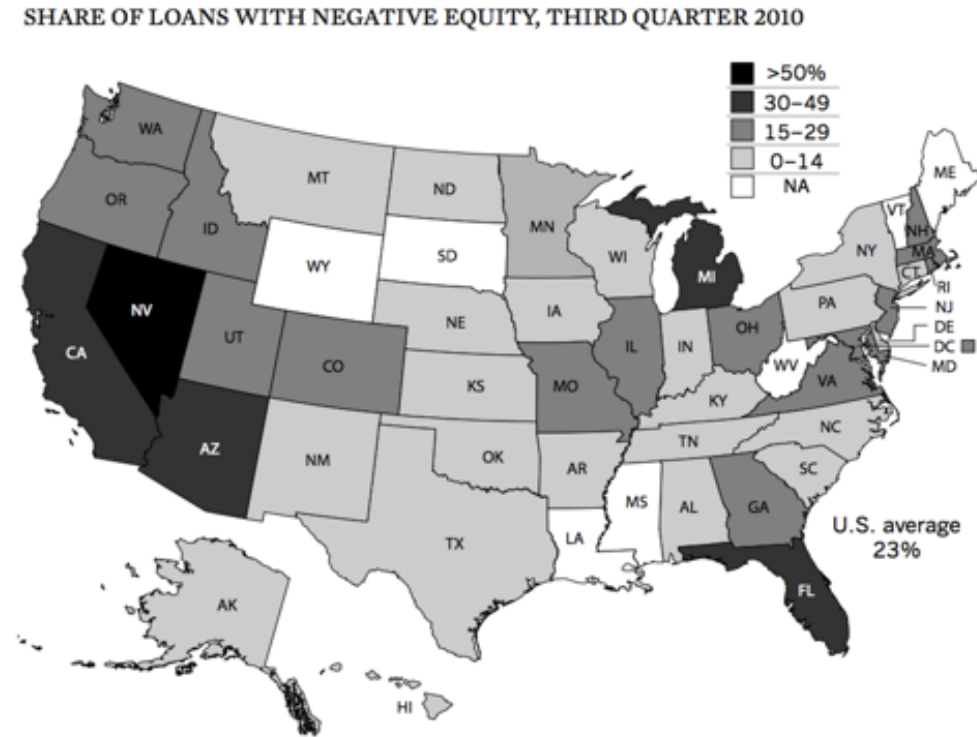 SHARE OF LOANS WITH NEGATIVE EQUITY, THIRD QUARTER 2010
>50%
30–49
15–29
0–14
NA
WA
OR
ID
MT
ND
MN
WI
MI
ME
VT
NH
MA
NY
CT
RI
NJ
DE
DC
MD
WY
SD
NV
CA
UT
CO
NE
IA
IL
IN
OH
PA
WV
VA
KS
MO
KY
AZ
NM
OK
AR
TN
NC
SC
TX
LA
MS
AL
GA
FL
U.S. average
23%
AK
HI